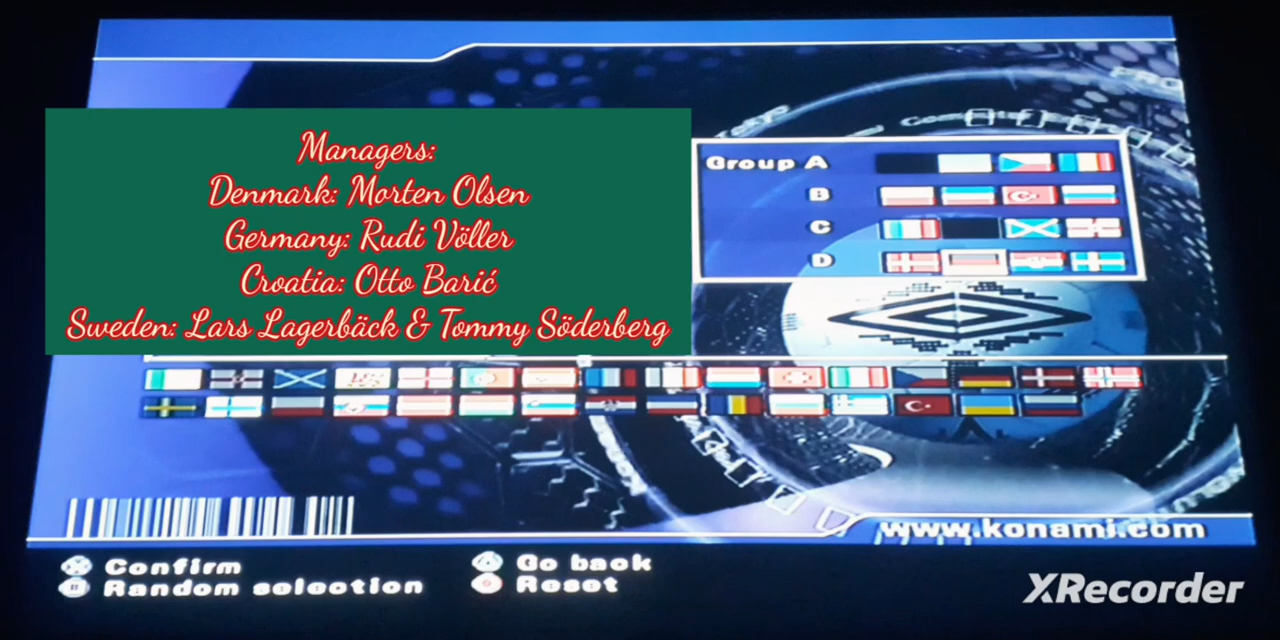 Managers:
Denmark: Morten Olsen
Germany: Rudi Völler
Croatia: Otto Barić
Sweden: Lars Lagerbäck & Tommy Söderberg
Group A
B
C
D
www.konami.com
Confirm
Go back
Random selection
Reset
XRecorder